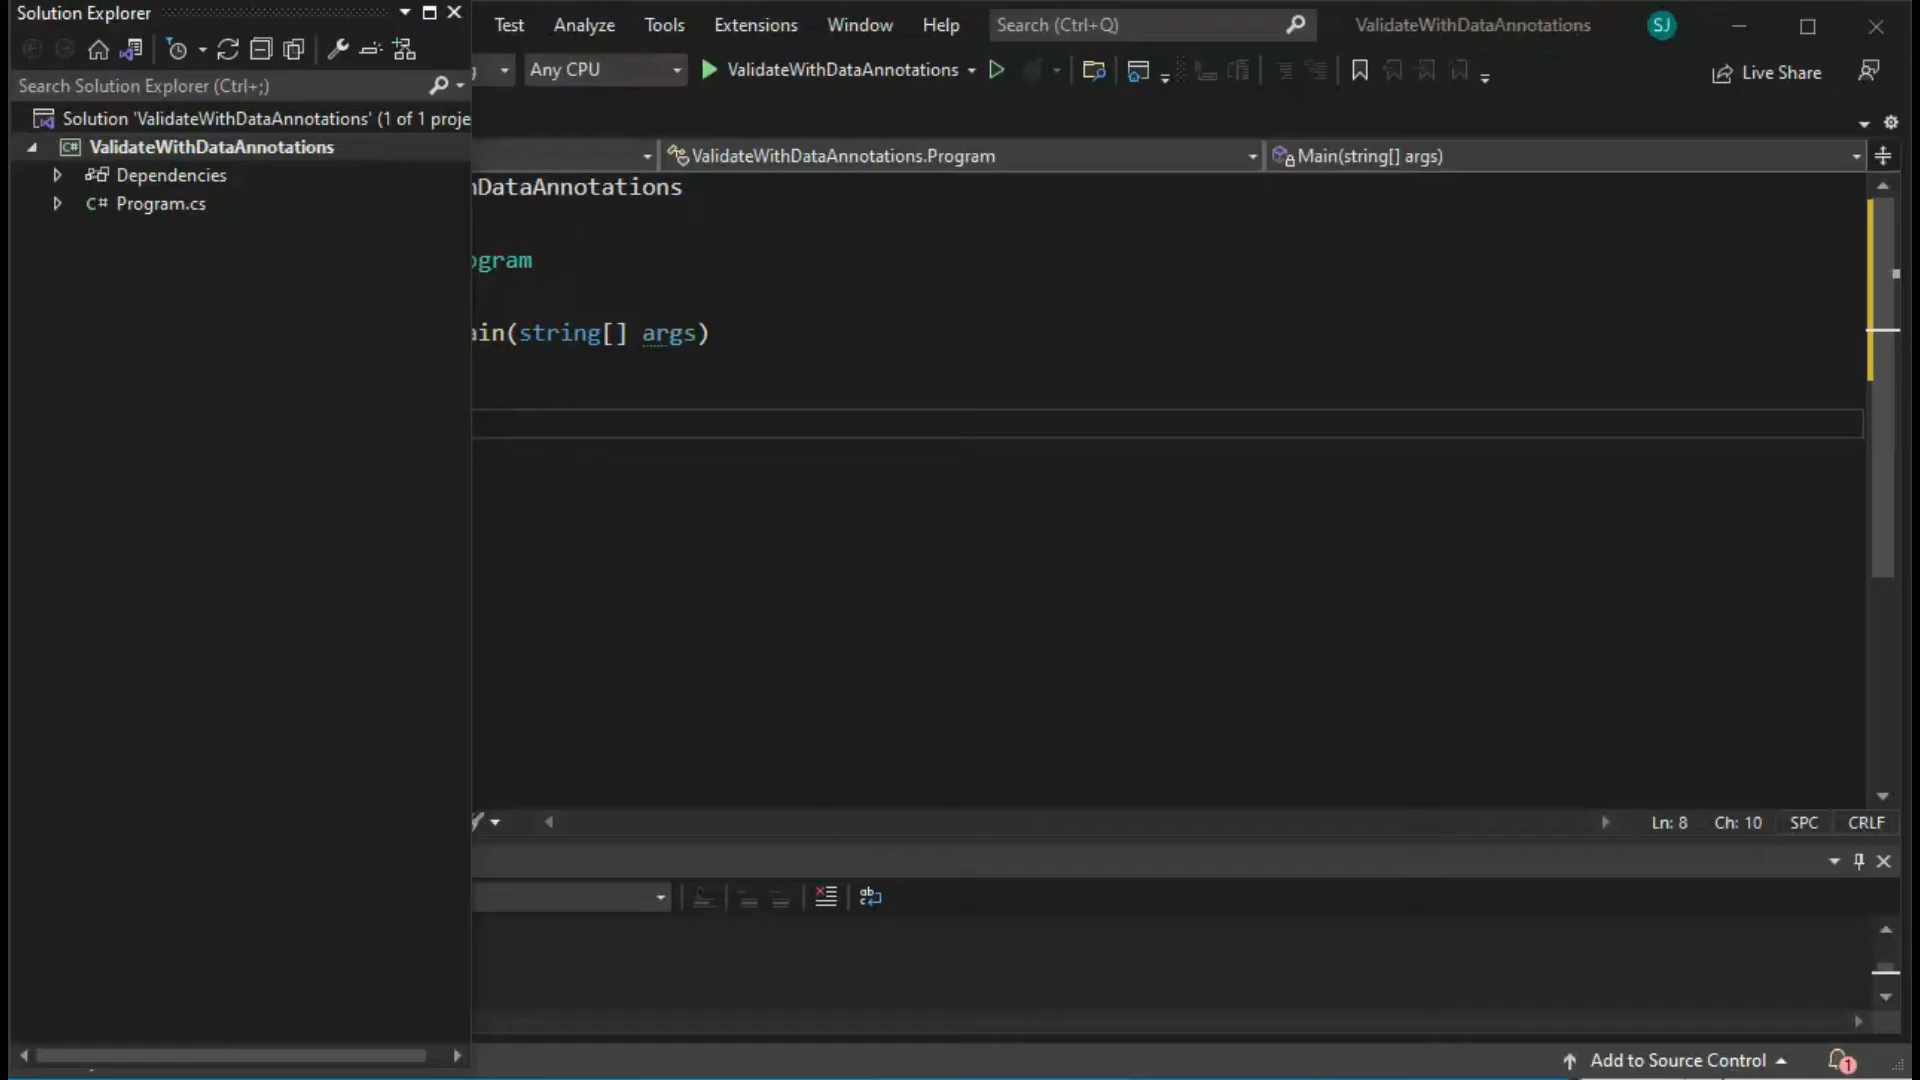 Solution Explorer
Test Analyze Tools Extensions Window Help Search (Ctrl+Q) ValidateWithDataAnnotations SJ
Any CPU ValidateWithDataAnnotations Live Share
Search Solution Explorer (Ctrl+;)
Solution 'ValidateWithDataAnnotations' (1 of 1 proje
C# ValidateWithDataAnnotations
Dependencies
C# Program.cs
ValidateWithDataAnnotations.Program Main(string[] args)
DataAnnotations
ogram
ain(string[] args)
Ln: 8 Ch: 10 SPC CRLF
Add to Source Control 1